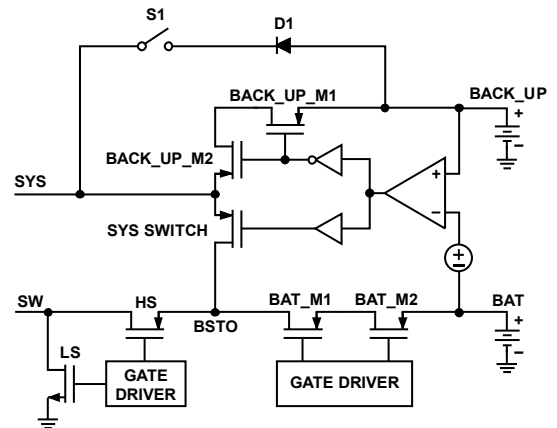 S1
D1
BACK_UP_M1
BACK_UP
+
−
BACK_UP_M2
+
SYS
−
SYS SWITCH
+
−
SW
HS
BSTO
BAT_M1
BAT_M2
BAT
+
−
LS
GATE
DRIVER
GATE DRIVER